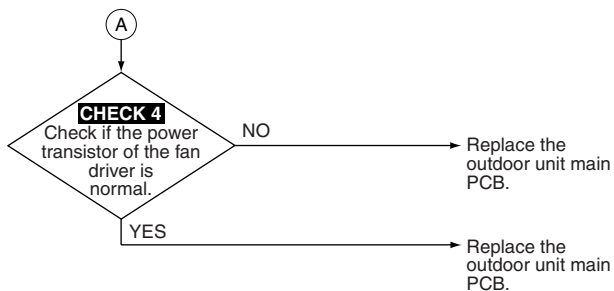 A
CHECK 4
Check if the power
transistor of the fan
driver is
normal.
NO
Replace the
outdoor unit main
PCB.
YES
Replace the
outdoor unit main
PCB.